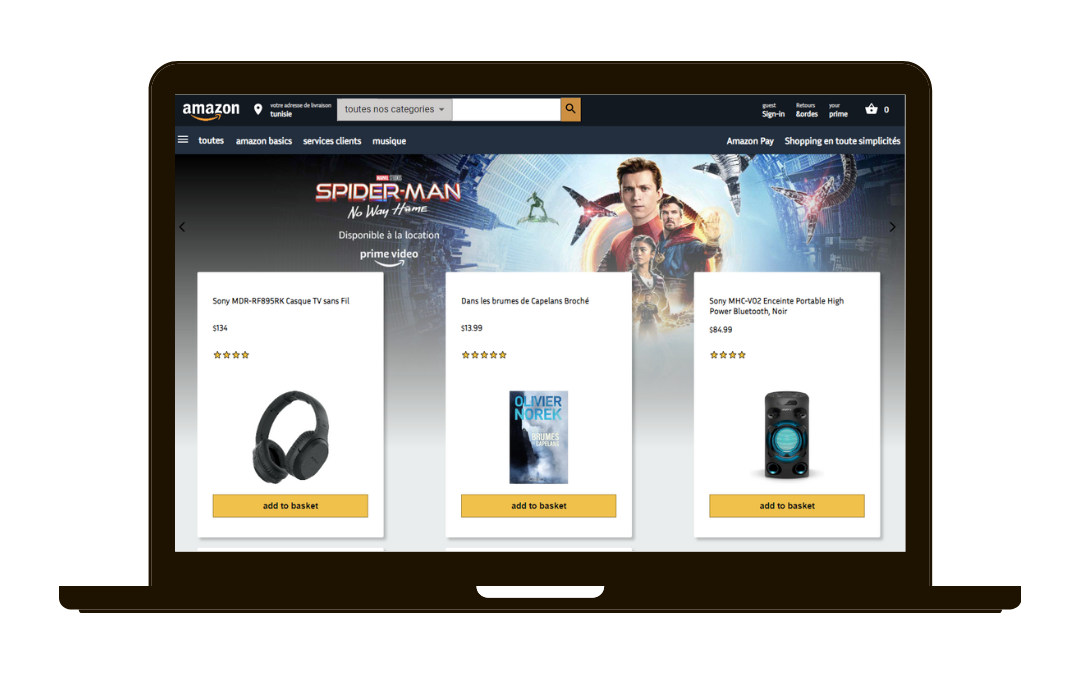 amazon
votre adresse de livraison
tunisie
toutes nos categories
guest
Sign-in
Retours
&ordes
your
prime
0
toutes
amazon basics
services clients
musique
Amazon Pay
Shopping en toute simplicités
MARVEL STUDIOS
SPIDER-MAN
No Way Home
Disponible à la location
prime video
Sony MDR-RF895RK Casque TV sans Fil
$134
Dans les brumes de Capelans Broché
$13.99
Sony MHC-V02 Enceinte Portable High
Power Bluetooth, Noir
$84.99
OLIVIER
NOREK
BRUMES
CAPELANS
add to basket
add to basket
add to basket